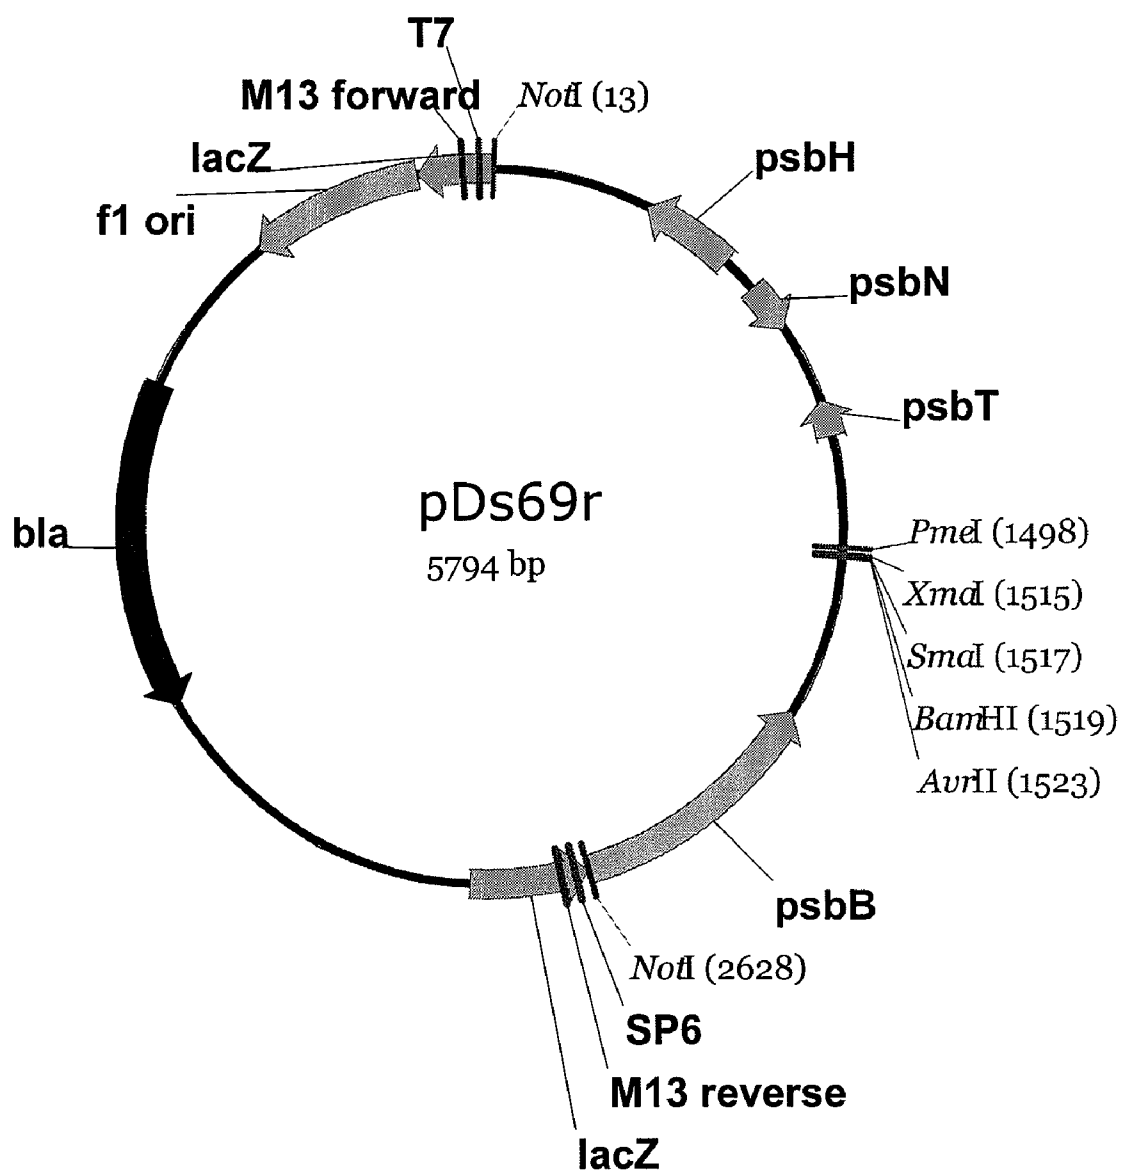 T7
M13 forward
NotI (13)
lacZ
psbH
f1 ori
psbN
psbT
pDs69r
5794 bp
bla
PmeI (1498)
XmaI (1515)
SmaI (1517)
BamHI (1519)
AvrII (1523)
psbB
NotI (2628)
SP6
M13 reverse
lacZ